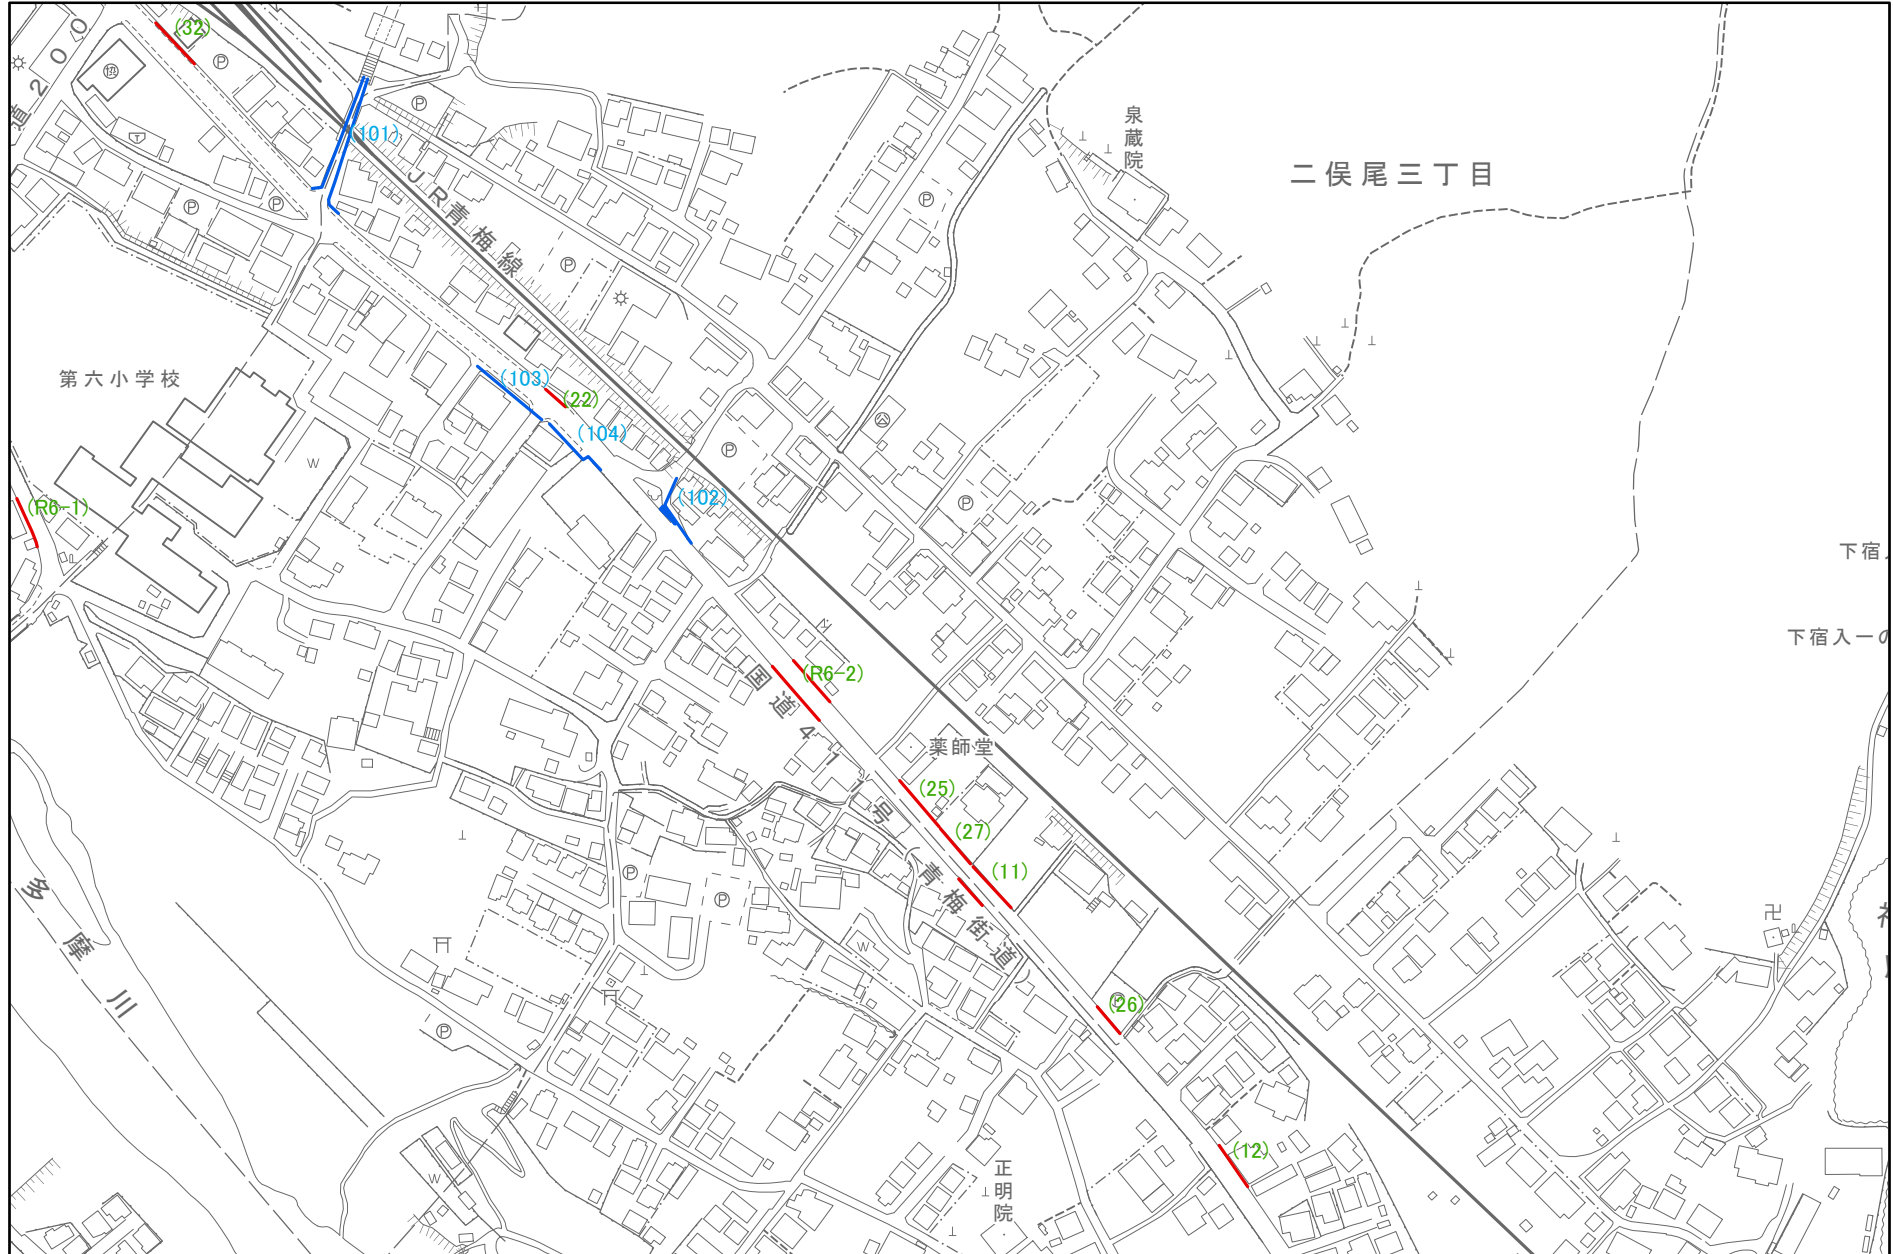 (32)
道200
協
P
P
(101)
P
P
JR青梅線
泉蔵院
二俣尾三丁目
P
P
第六小学校
(103)
(22)
(104)
公
P
W
(102)
P
(R6-1)
下宿入
下宿入一の
(R6-2)
国道411号
薬師堂
(25)
(27)
(11)
P
P
青梅街道
多摩川
W
P
P
(26)
(12)
W
正明院